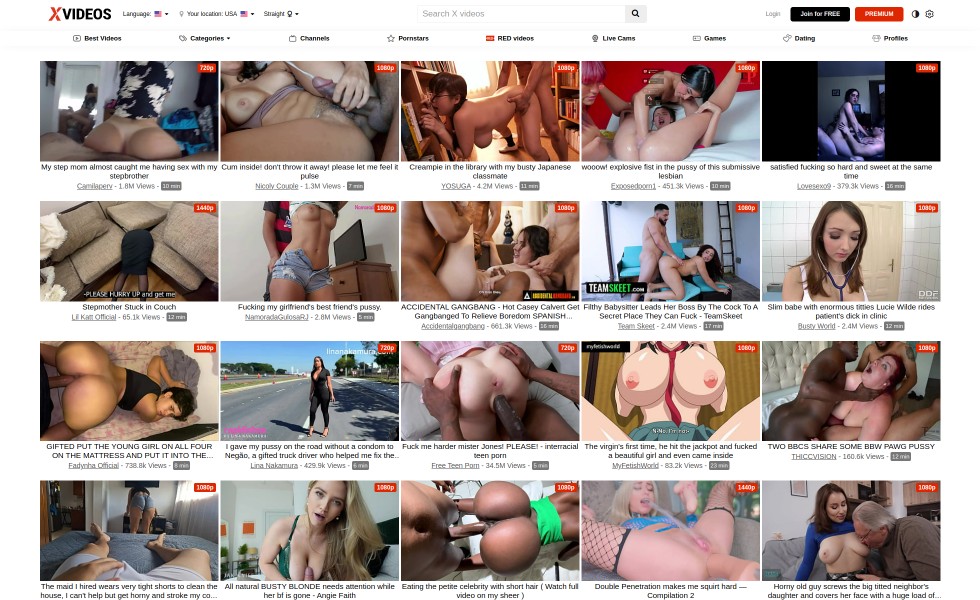 XVIDEOS
Language:
Your location: USA
Straight
Search X videos
Login
Join for FREE
PREMIUM
Best Videos
Categories
Channels
Pornstars
RED videos
Live Cams
Games
Dating
Profiles
720p
1080p
1080p
1080p
1080p
My step mom almost caught me having sex with my
stepbrother
Camilaperv - 1.8M Views - 10 min
Cum inside! don't throw it away! please let me feel it
pulse
Nicoly Couple - 1.3M Views - 7 min
Creampie in the library with my busty Japanese
classmate
YOSUGA - 4.2M Views - 11 min
wooow! explosive fist in the pussy of this submissive
lesbian
Exposedporn1 - 451.3k Views - 10 min
satisfied fucking so hard and sweet at the same
time
Lovesexo9 - 379.3k Views - 16 min
1440p
1080p
1080p
1080p
1080p
-PLEASE HURRY UP and get me!
TEAMSKEET.COM
DDF
Stepmother Stuck in Couch
Lil Katt Official - 65.1k Views - 12 min
Fucking my girlfriend's best friend's pussy.
NamoradaGulosaRJ - 2.8M Views - 5 min
ACCIDENTAL GANGBANG - Hot Casey Calvert Get
Gangbanged To Relieve Boredom SPANISH...
Accidentalgangbang - 661.3k Views - 16 min
Filthy Babysitter Leads Her Boss By The Cock To A
Secret Place They Can Fuck - TeamSkeet
Team Skeet - 2.4M Views - 17 min
Slim babe with enormous titties Lucie Wilde rides
patient's dick in clinic
Busty World - 2.4M Views - 12 min
1080p
linanakamura.com
720p
720p
myfetishworld
1080p
1080p
GIFTED PUT THE YOUNG GIRL ON ALL FOUR
ON THE MATTRESS AND PUT IT INTO THE...
Fadynha Official - 738.8k Views - 8 min
I gave my pussy on the road without a condom to
Negão, a gifted truck driver who helped me fix the..
Lina Nakamura - 429.9k Views - 6 min
Fuck me harder mister Jones! PLEASE! - interracial
teen porn
Free Teen Porn - 34.5M Views - 5 min
The virgin's first time, he hit the jackpot and fucked
a beautiful girl and even came inside
MyFetishWorld - 83.2k Views - 23 min
TWO BBCS SHARE SOME BBW PAWG PUSSY
THICCVISION - 160.6k Views - 12 min
1080p
1080p
1080p
1440p
1080p
The maid I hired wears very tight shorts to clean the
house, I can't help but get horny and stroke my co...
All natural BUSTY BLONDE needs attention while
her bf is gone - Angie Faith
Eating the petite celebrity with short hair ( Watch full
video on my sheer )
Double Penetration makes me squirt hard —
Compilation 2
Horny old guy screws the big titted neighbor's
daughter and covers her face with a huge load of...